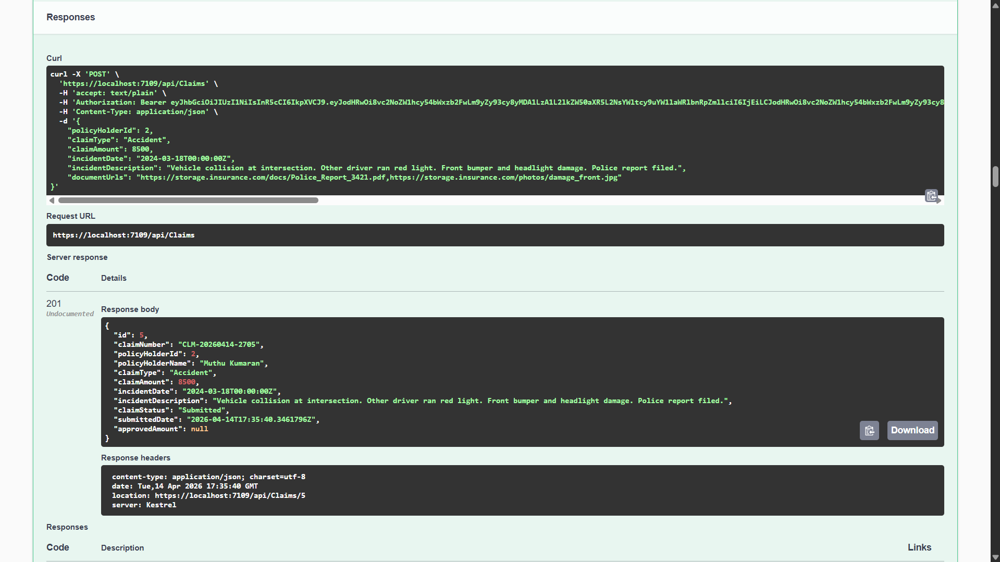 Responses
Curl
curl -X 'POST' \
'https://localhost:7109/api/Claims' \
-H 'accept: text/plain' \
-H 'Authorization: Bearer eyJhbGciOiJIUzI1NiIsInR5cCI6IkpXVCJ9.eyJodHRwOi8vc2NoZW1hcy54bWxzb2FwLm9yZy93cy8yMDA1LzA1L2lkZW50aXR5L2NsYWltcy9uYW1laWRlbnRpZmllciI6IjEiLCJodHRwOi8vc2NoZW1hcy54bWxzb2FwLm9yZy93cy8
-H 'Content-Type: application/json' \
-d '{
"policyHolderId": 2,
"claimType": "Accident",
"claimAmount": 8500,
"incidentDate": "2024-03-18T00:00:00Z",
"incidentDescription": "Vehicle collision at intersection. Other driver ran red light. Front bumper and headlight damage. Police report filed.",
"documentUrls": "https://storage.insurance.com/docs/Police_Report_3421.pdf,https://storage.insurance.com/photos/damage_front.jpg"
}'
Request URL
https://localhost:7109/api/Claims
Server response
Code Details
201
Undocumented
Response body
{
"id": 5,
"claimNumber": "CLM-20260414-2705",
"policyHolderId": 2,
"policyHolderName": "Muthu Kumaran",
"claimType": "Accident",
"claimAmount": 8500,
"incidentDate": "2024-03-18T00:00:00Z",
"incidentDescription": "Vehicle collision at intersection. Other driver ran red light. Front bumper and headlight damage. Police report filed.",
"claimStatus": "Submitted",
"submittedDate": "2026-04-14T17:35:40.3461796Z",
"approvedAmount": null
}
Download
Response headers
content-type: application/json; charset=utf-8
date: Tue,14 Apr 2026 17:35:40 GMT
location: https://localhost:7109/api/Claims/5
server: Kestrel
Responses
Code Description Links